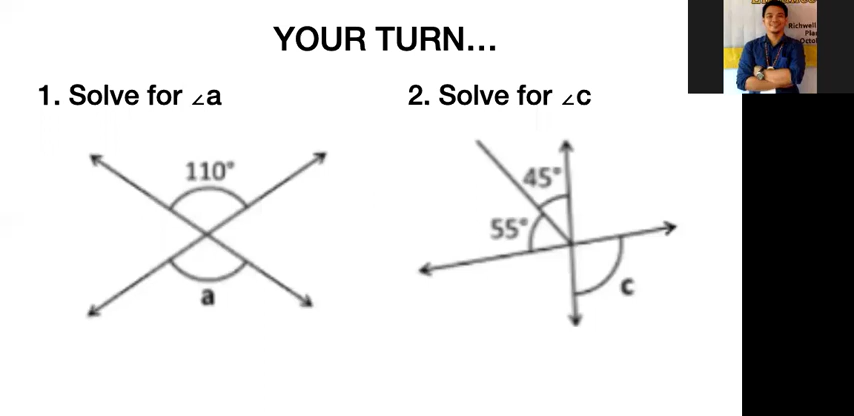 YOUR TURN...
1. Solve for ∠a
2. Solve for ∠c
110°
a
45°
55°
c
Richwell